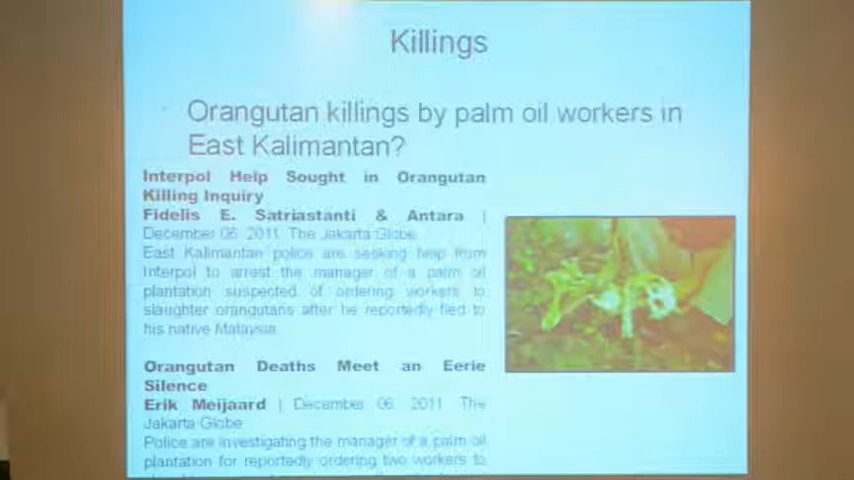 Killings
Orangutan killings by palm oil workers in
East Kalimantan?
Interpol Help Sought in Orangutan
Killing Inquiry
Fidelis E. Satriastanti & Antara |
December 06, 2011 The Jakarta Globe
East Kalimantan police are seeking help from
Interpol to arrest the manager of a palm oil
plantation suspected of ordering workers to
slaughter orangutans after he reportedly fled to
his native Malaysia
Orangutan Deaths Meet an Eerie
Silence
Erik Meijaard | December 06, 2011 The
Jakarta Globe
Police are investigating the manager of a palm oil
plantation for reportedly ordering two workers to